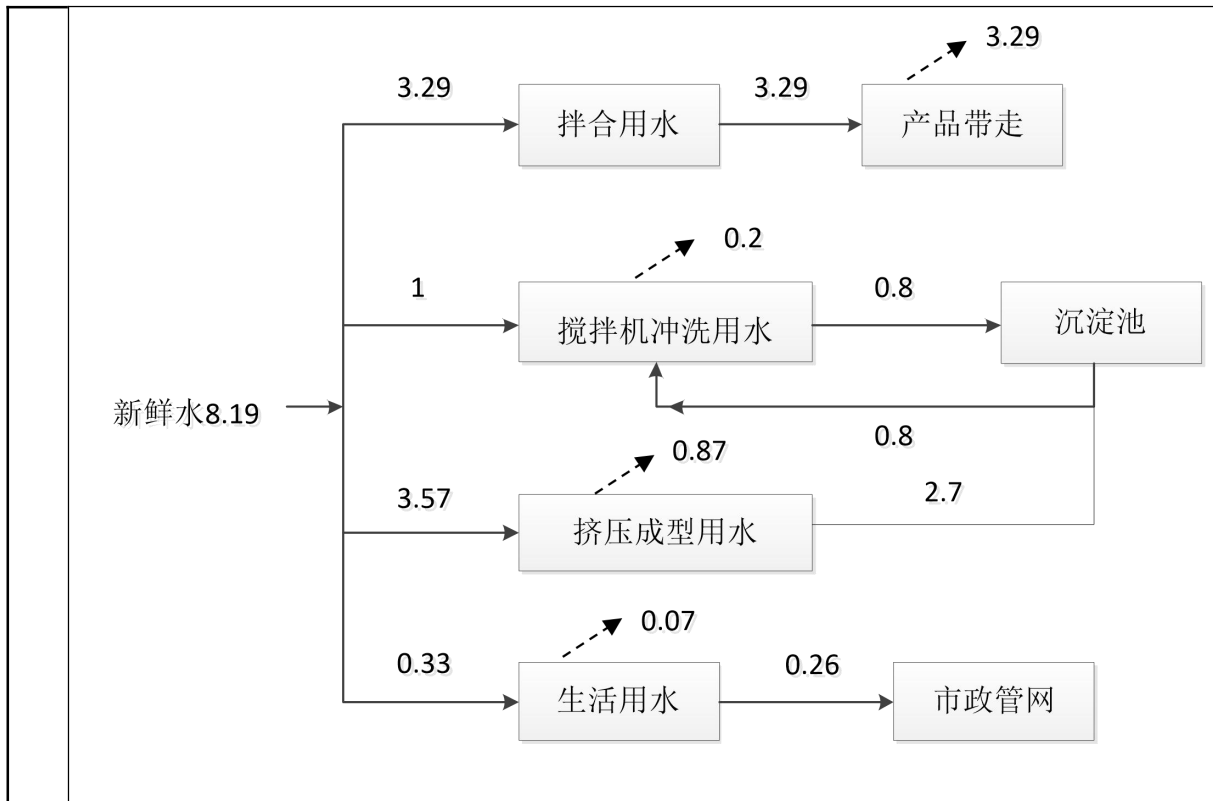 3.29
3.29
拌合用水
3.29
产品带走
0.2
1
搅拌机冲洗用水
0.8
沉淀池
新鲜水8.19
0.8
0.87
3.57
挤压成型用水
2.7
0.07
0.33
生活用水
0.26
市政管网